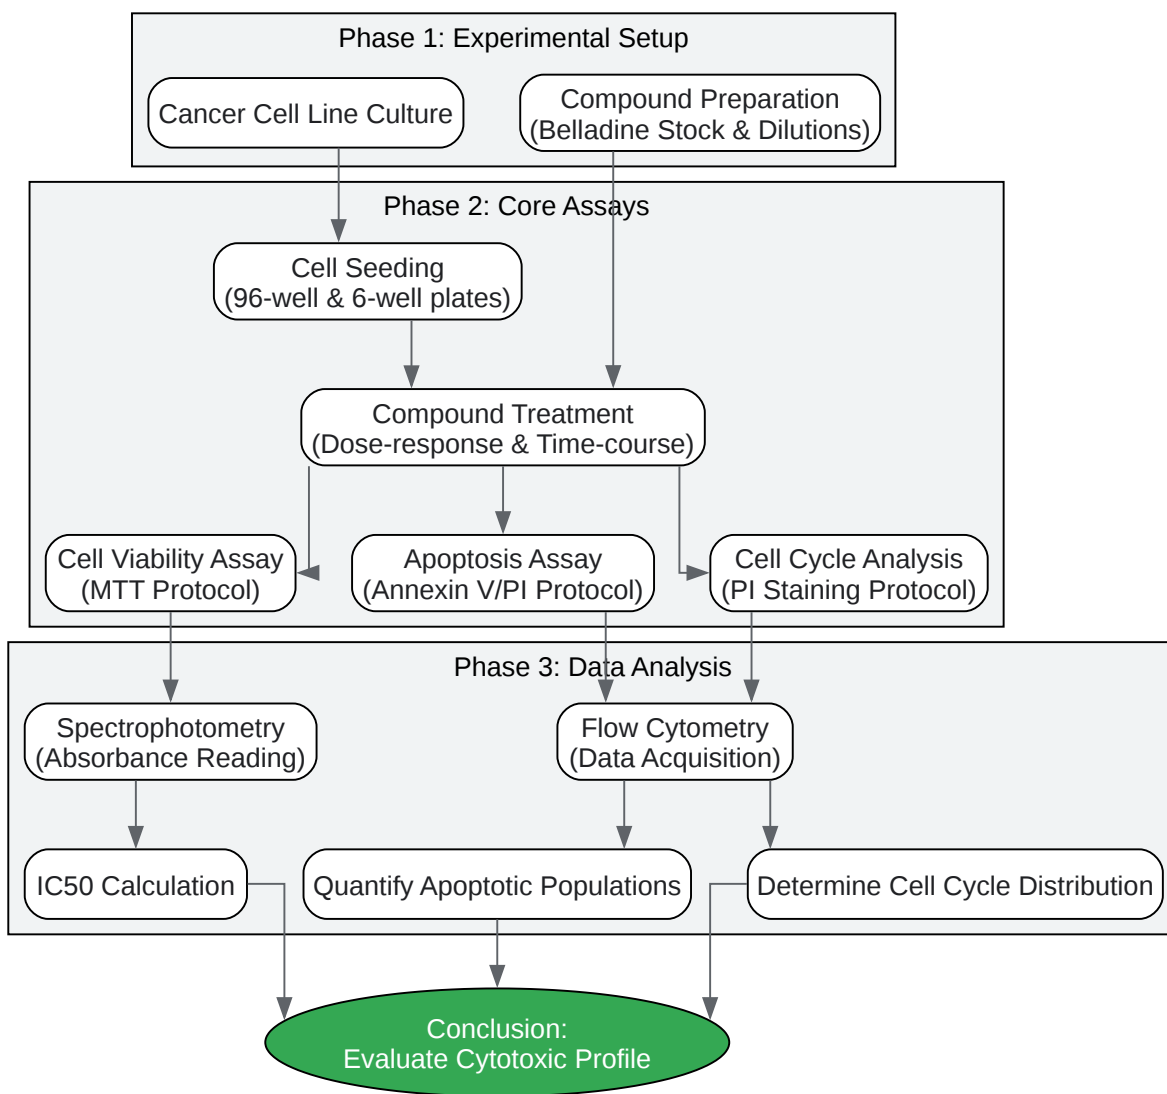 Phase 1: Experimental Setup
Cancer Cell Line Culture
Compound Preparation
(Belladine Stock & Dilutions)
Phase 2: Core Assays
Cell Seeding
(96-well & 6-well plates)
Compound Treatment
(Dose-response & Time-course)
Cell Viability Assay
(MTT Protocol)
Apoptosis Assay
(Annexin V/PI Protocol)
Cell Cycle Analysis
(PI Staining Protocol)
Phase 3: Data Analysis
Spectrophotometry
(Absorbance Reading)
Flow Cytometry
(Data Acquisition)
IC50 Calculation
Quantify Apoptotic Populations
Determine Cell Cycle Distribution
Conclusion:
Evaluate Cytotoxic Profile